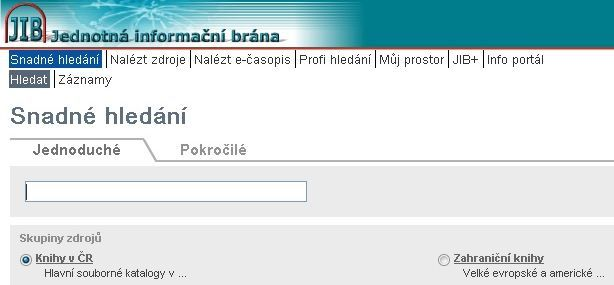 JIB Jednotná informační brána
Snadné hledání Nalézt zdroje Nalézt e-časopis Profi hledání Můj prostor JIB+ Info portál
Hledat Záznamy
Snadné hledání
Jednoduché Pokročilé
Skupiny zdrojů
Knihy v ČR Zahraniční knihy
Hlavní souborné katalogy v ... Velké evropské a americké ...